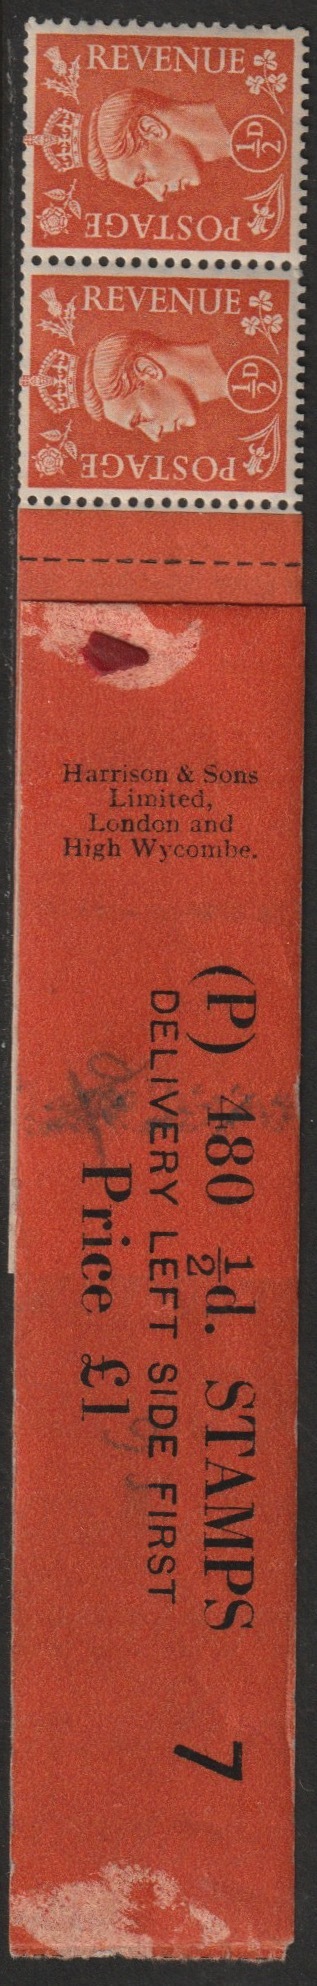 REVENUE
½D
POSTAGE
REVENUE
½D
POSTAGE
Harrison & Sons
Limited,
London and
High Wycombe.
(P) 480 ½d. STAMPS
DELIVERY LEFT SIDE FIRST
Price £1
7